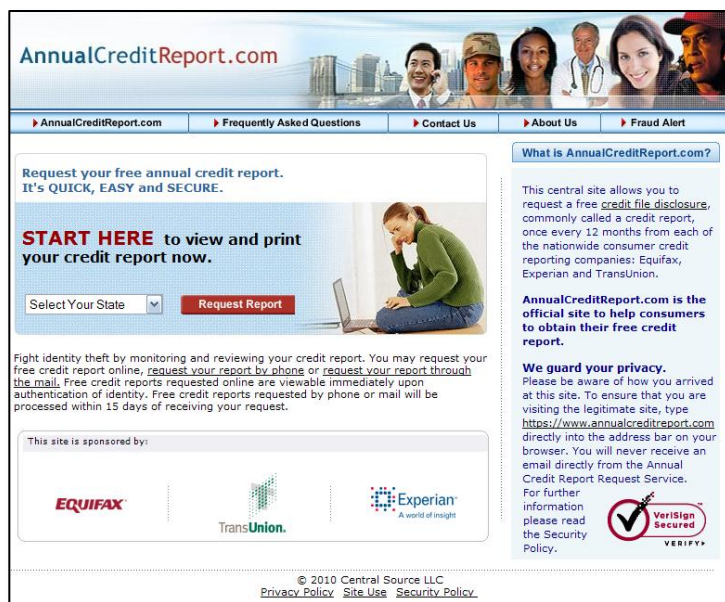 AnnualCreditReport.com
AnnualCreditReport.com
Frequently Asked Questions
Contact Us
About Us
Fraud Alert
Request your free annual credit report.
It's QUICK, EASY and SECURE.
START HERE to view and print
your credit report now.
Select Your State
Request Report
Fight identity theft by monitoring and reviewing your credit report. You may request your
free credit report online, request your report by phone or request your report through
the mail. Free credit reports requested online are viewable immediately upon
authentication of identity. Free credit reports requested by phone or mail will be
processed within 15 days of receiving your request.
This site is sponsored by:
EQUIFAX
TransUnion.
Experian
A world of insight
What is AnnualCreditReport.com?
This central site allows you to
request a free credit file disclosure,
commonly called a credit report,
once every 12 months from each of
the nationwide consumer credit
reporting companies: Equifax,
Experian and TransUnion.
AnnualCreditReport.com is the
official site to help consumers
to obtain their free credit
report.
We guard your privacy.
Please be aware of how you arrived
at this site. To ensure that you are
visiting the legitimate site, type
https://www.annualcreditreport.com
directly into the address bar on your
browser. You will never receive an
email directly from the Annual
Credit Report Request Service.
For further
information
please read
the Security
Policy.
VeriSign
Secured
VERIFY
© 2010 Central Source LLC
Privacy Policy Site Use Security Policy